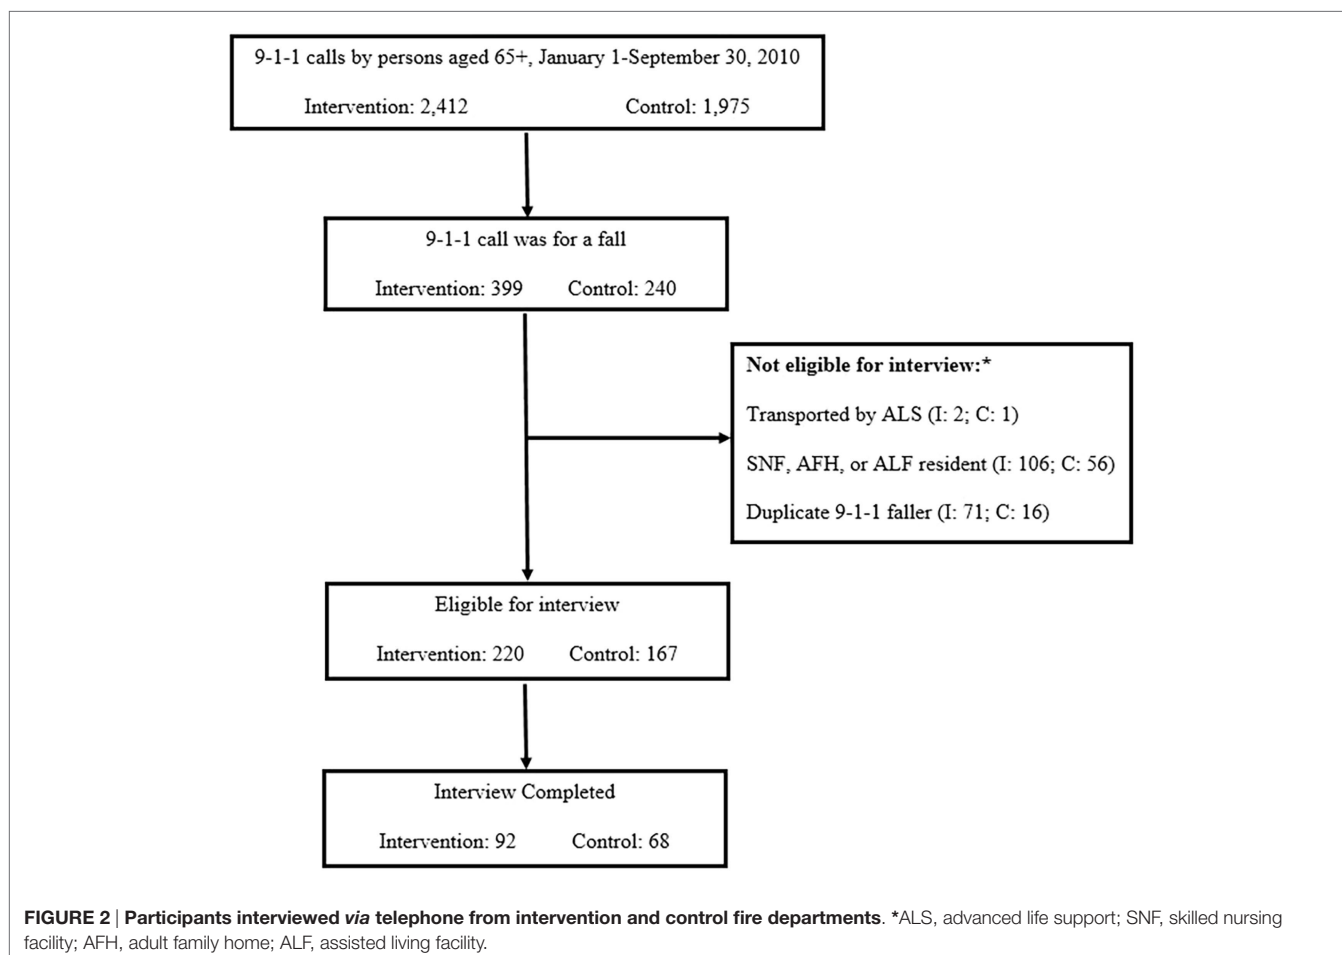 9-1-1 calls by persons aged 65+, January 1-September 30, 2010
Intervention: 2,412 Control: 1,975
9-1-1 call was for a fall
Intervention: 399 Control: 240
Not eligible for interview:*
Transported by ALS (I: 2; C: 1)
SNF, AFH, or ALF resident (I: 106; C: 56)
Duplicate 9-1-1 faller (I: 71; C: 16)
Eligible for interview
Intervention: 220 Control: 167
Interview Completed
Intervention: 92 Control: 68
FIGURE 2 | Participants interviewed via telephone from intervention and control fire departments. *ALS, advanced life support; SNF, skilled nursing
facility; AFH, adult family home; ALF, assisted living facility.